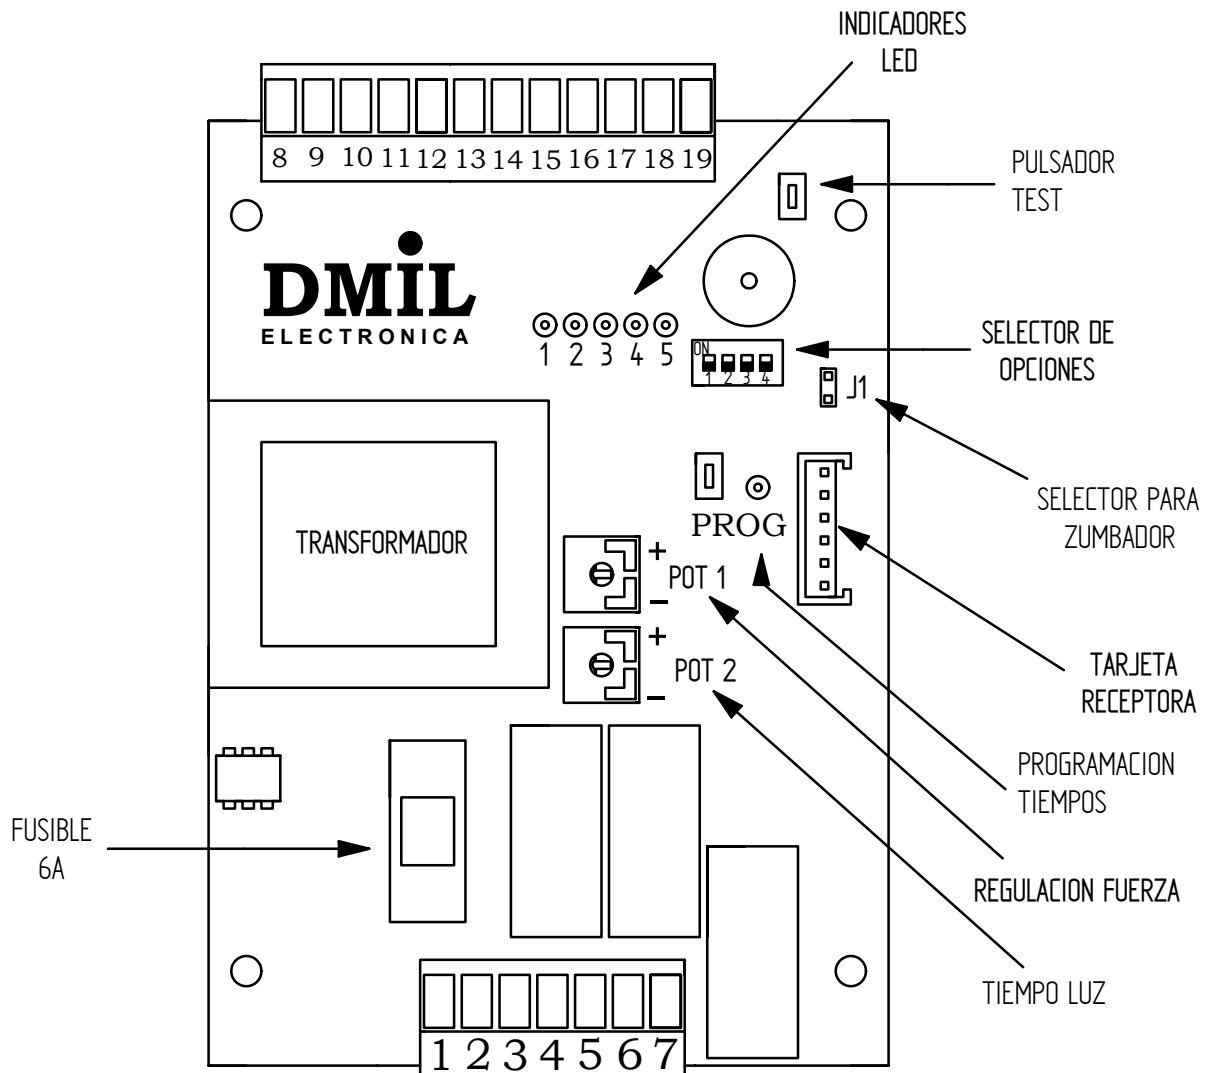 INDICADORES
LED
8 9 10 11 12 13 14 15 16 17 18 19
PULSADOR
TEST
DMiL
ELECTRONICA
1 2 3 4 5
ON
1 2 3 4
SELECTOR DE
OPCIONES
J1
SELECTOR PARA
ZUMBADOR
TRANSFORMADOR
PROG
+
POT 1
-
+
POT 2
-
TARJETA
RECEPTORA
PROGRAMACION
TIEMPOS
FUSIBLE
6A
REGULACION FUERZA
TIEMPO LUZ
1 2 3 4 5 6 7